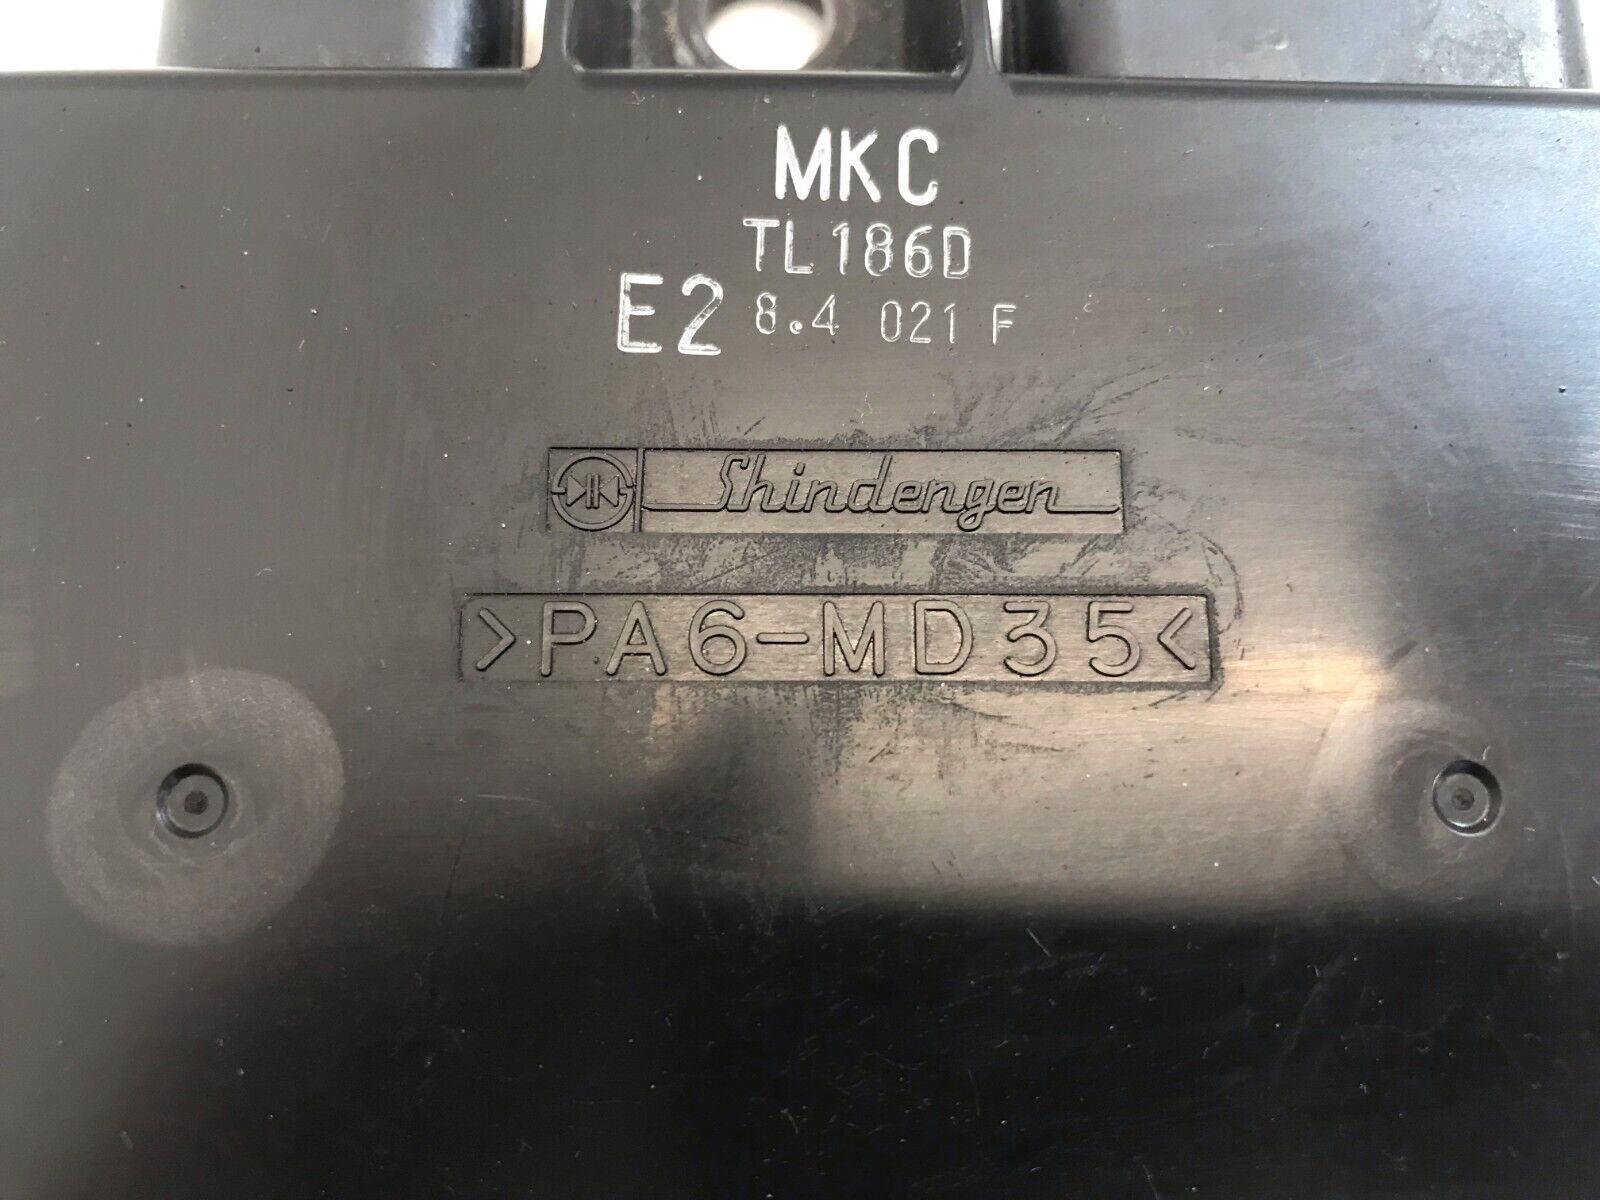 MKC
TL186D
E2 8.4 021 F
Shindengen
>PA6-MD35<